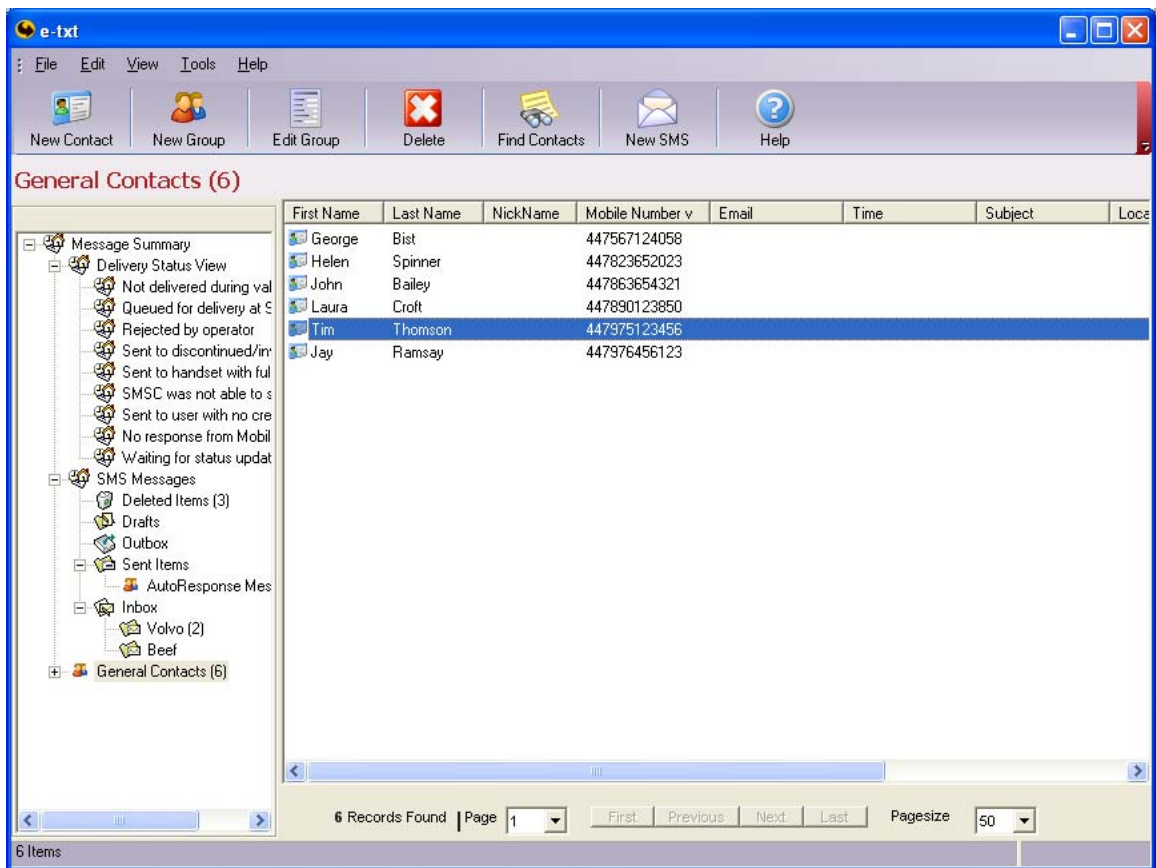 e-txt
File Edit View Tools Help
New Contact New Group Edit Group Delete Find Contacts New SMS Help
General Contacts (6)
First Name Last Name NickName Mobile Number v Email Time Subject Loca
George Bist 447567124058
Helen Spinner 447823652023
John Bailey 447863654321
Laura Croft 447890123850
Tim Thomson 447975123456
Jay Ramsay 447976456123
Message Summary
Delivery Status View
Not delivered during val
Queued for delivery at S
Rejected by operator
Sent to discontinued/in
Sent to handset with ful
SMSC was not able to s
Sent to user with no cre
No response from Mobil
Waiting for status updat
SMS Messages
Deleted Items (3)
Drafts
Outbox
Sent Items
AutoResponse Mes
Inbox
Volvo (2)
Beef
General Contacts (6)
6 Records Found | Page 1 First Previous Next Last Pagesize 50
6 Items